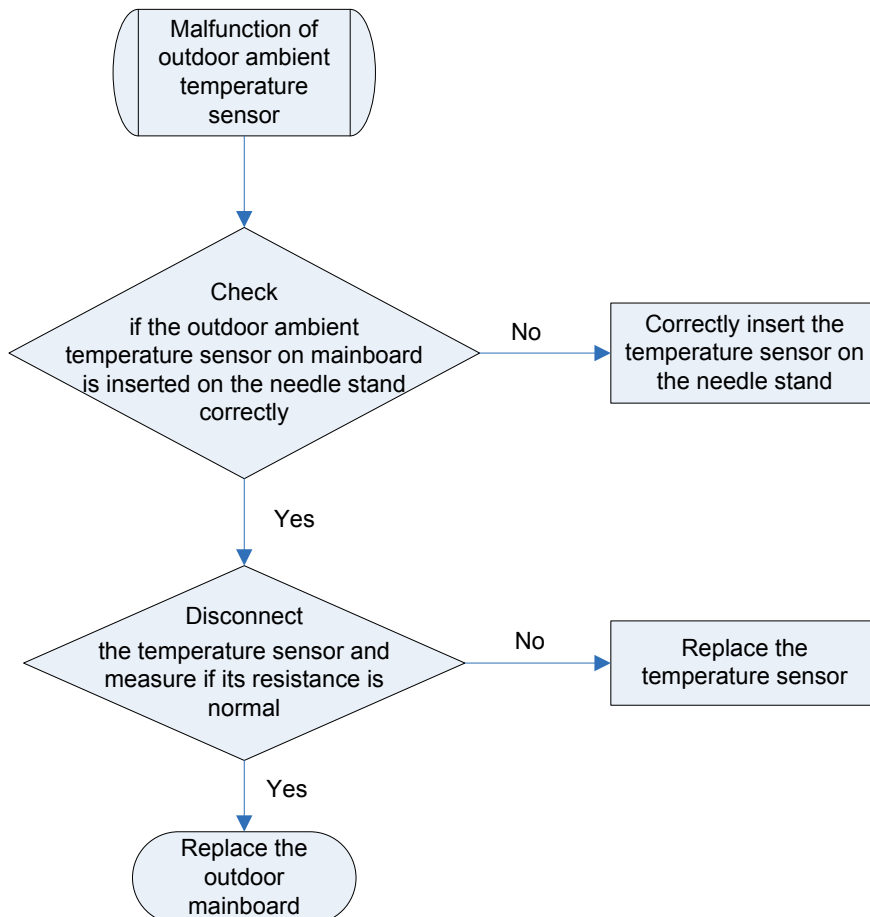 Malfunction of
outdoor ambient
temperature
sensor
Check
if the outdoor ambient
temperature sensor on mainboard
is inserted on the needle stand
correctly
No
Correctly insert the
temperature sensor on
the needle stand
Yes
Disconnect
the temperature sensor and
measure if its resistance is
normal
No
Replace the
temperature sensor
Yes
Replace the
outdoor
mainboard